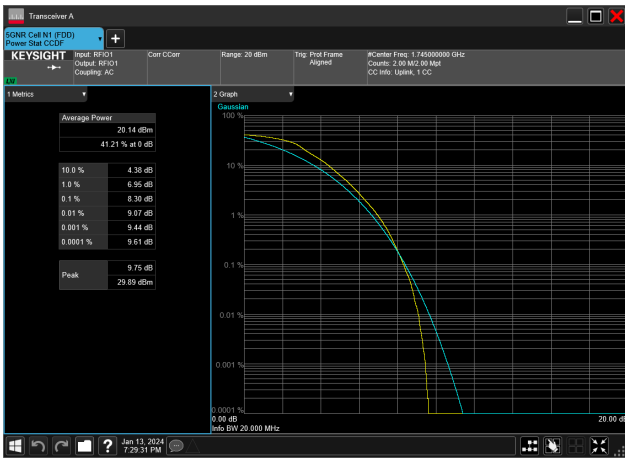 Transceiver A
5GNR Cell N1 (FDD)
Power Stat CCDF
KEYSIGHT
LXI
Input: RFIO1
Output: RFIO1
Coupling: AC
Corr CCorr
Range: 20 dBm
Trig: Prot Frame
Aligned
#Center Freq: 1.745000000 GHz
Counts: 2.00 M/2.00 Mpt
CC Info: Uplink, 1 CC
1 Metrics
Average Power
20.14 dBm
41.21 % at 0 dB
10.0 % 4.38 dB
1.0 % 6.95 dB
0.1 % 8.30 dB
0.01 % 9.07 dB
0.001 % 9.44 dB
0.0001 % 9.61 dB
Peak
9.75 dB
29.89 dBm
2 Graph
Gaussian
100 %
10 %
1 %
0.1 %
0.01 %
0.001 %
0.0001 %
0.00 dB 20.00 dB
Info BW 20.000 MHz
?
Jan 13, 2024
7:29:31 PM